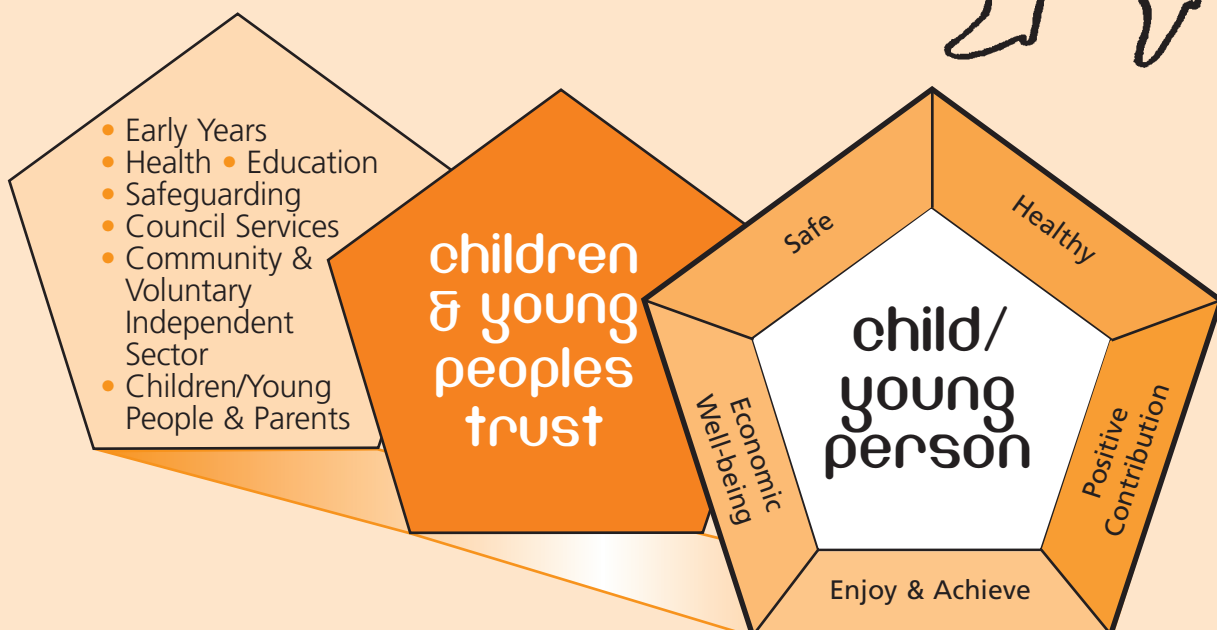 • Early Years
• Health • Education
• Safeguarding
• Council Services
• Community &
Voluntary
Independent
Sector
• Children/Young
People & Parents
children
& young
peoples
trust
Safe
Healthy
child/
young
person
Economic
Well-being
Positive
Contribution
Enjoy & Achieve